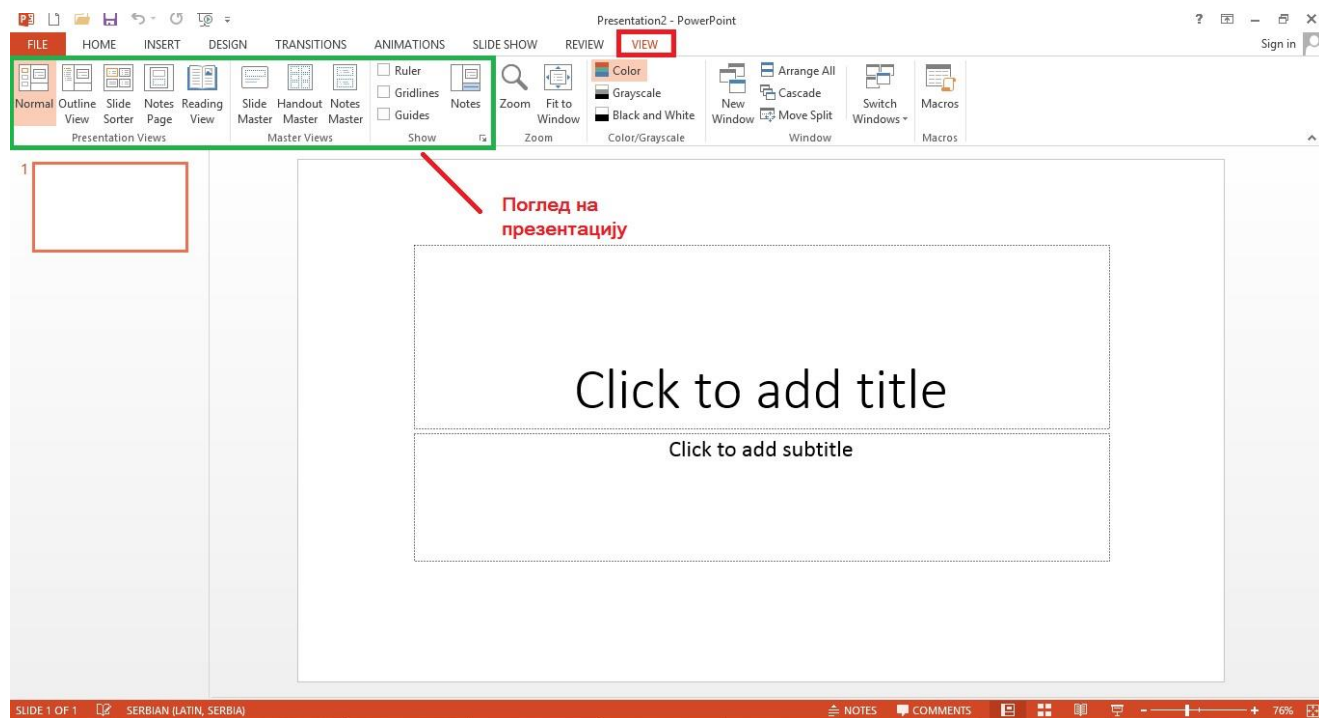 Presentation2 - PowerPoint
FILE HOME INSERT DESIGN TRANSITIONS ANIMATIONS SLIDE SHOW REVIEW VIEW Sign in
Normal Outline View Slide Sorter Notes Page Reading View
Presentation Views
Slide Master Handout Master Notes Master
Master Views
Ruler
Gridlines
Guides
Notes
Show
Zoom Fit to Window
Zoom
Color
Grayscale
Black and White
Color/Grayscale
New Window
Arrange All
Cascade
Move Split
Switch Windows
Window
Macros
Macros
1
Поглед на
презентацију
Click to add title
Click to add subtitle
SLIDE 1 OF 1 SERBIAN (LATIN, SERBIA) NOTES COMMENTS 76%